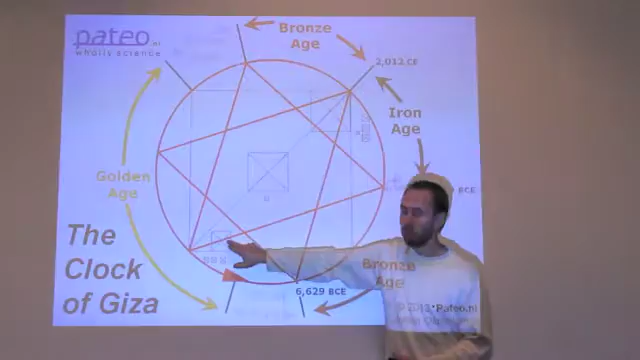 pateo.nl
wholly science
Bronze
Age
2,012 CE
Iron
Age
Golden
Age
BCE
The
Clock
of Giza
Bronze
Age
6,629 BCE
© 2013 Pateo.nl